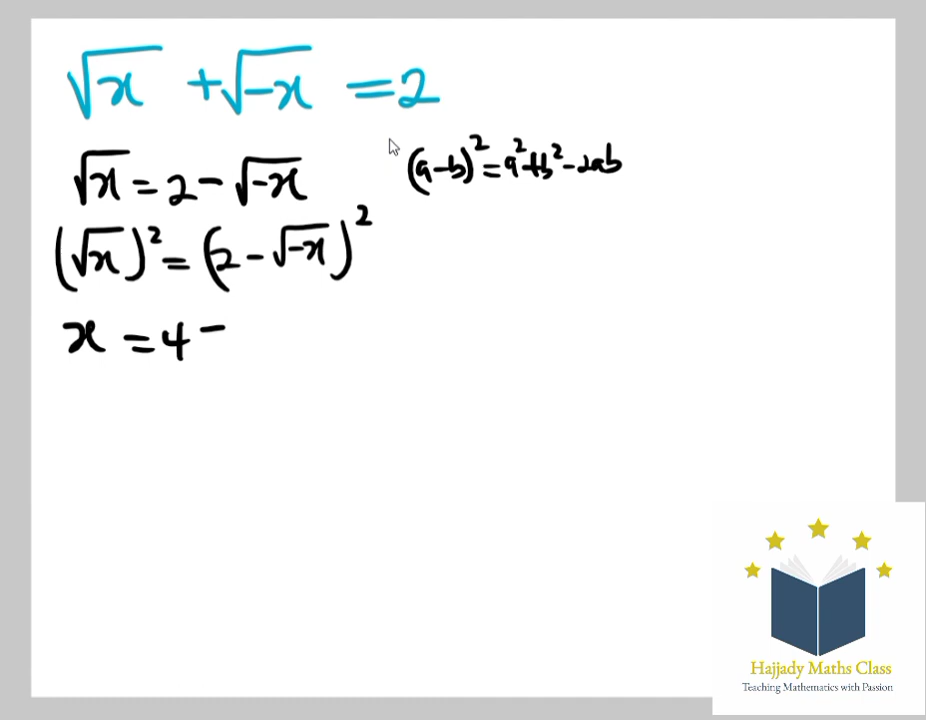 √x + √-x = 2
√x = 2 - √-x
(a-b)² = a²+b²-2ab
(√x)² = (2-√-x)²
x = 4 -
Hajjady Maths Class
Teaching Mathematics with Passion